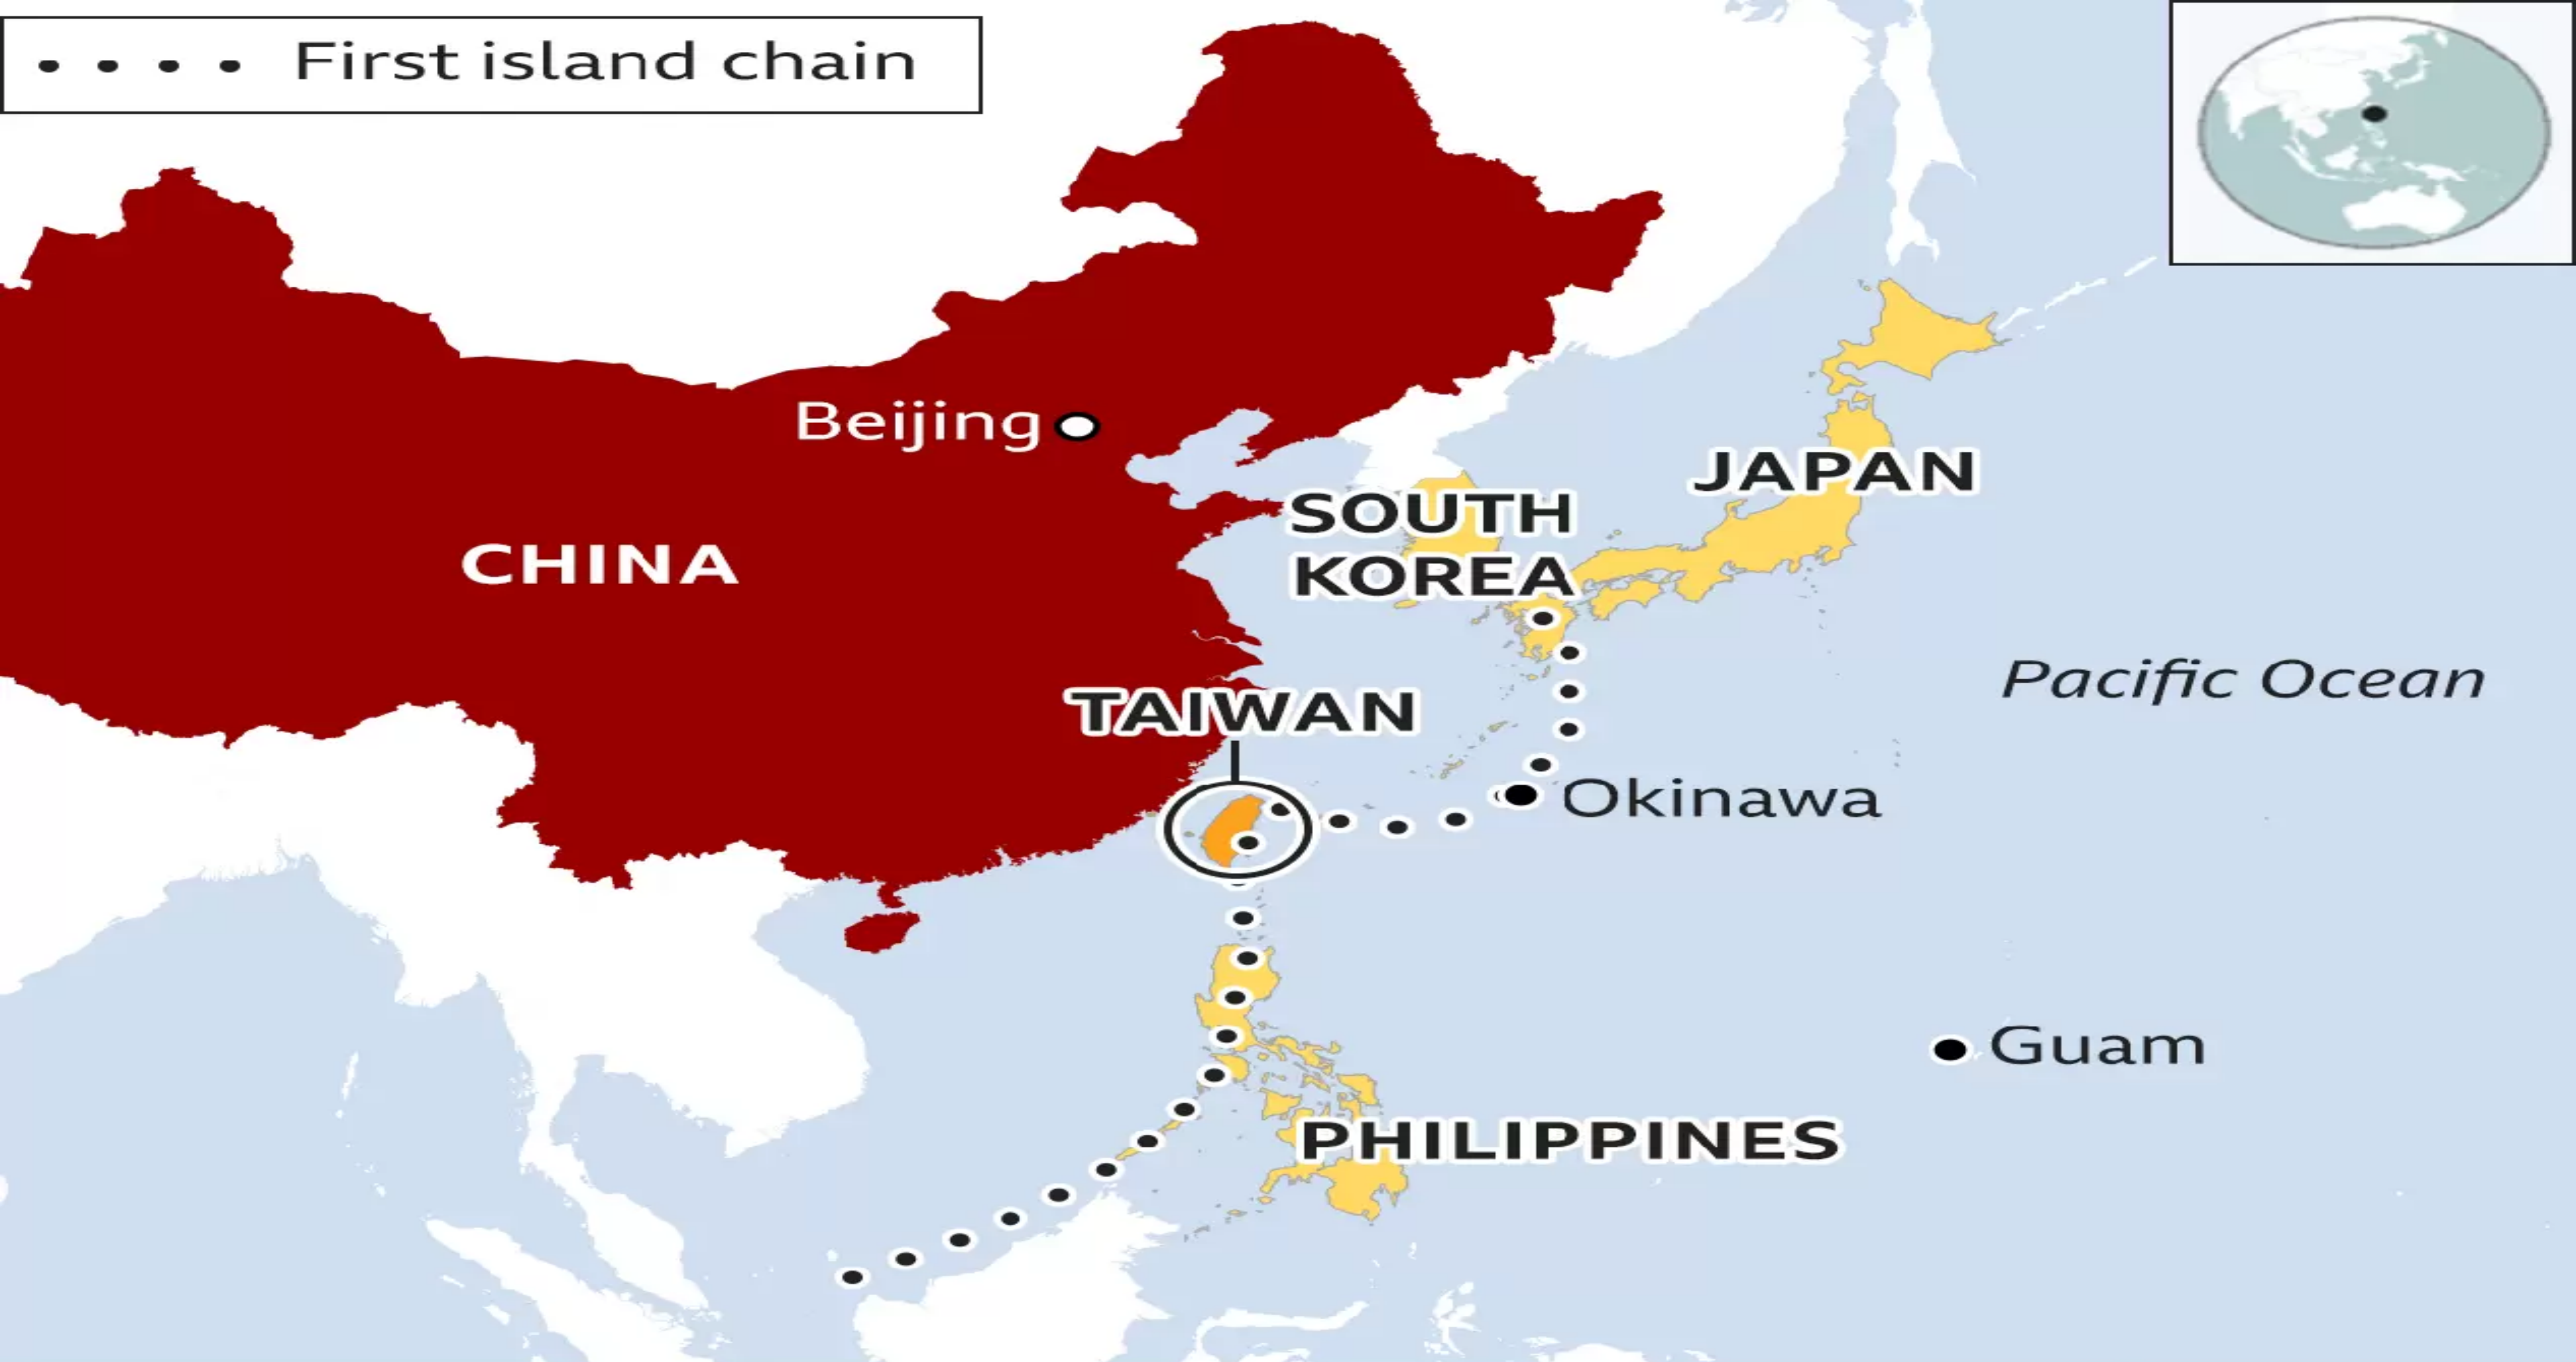 First island chain
Beijing
CHINA
SOUTH
KOREA
JAPAN
Pacific Ocean
TAIWAN
Okinawa
Guam
PHILIPPINES